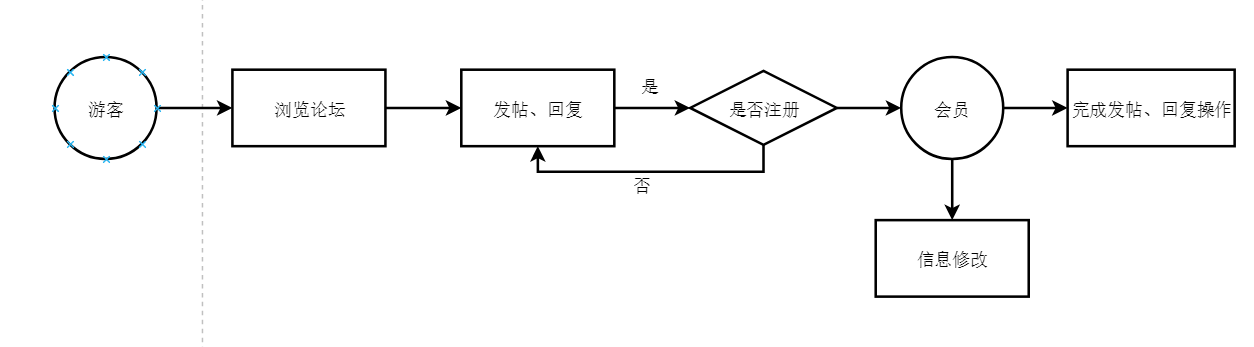 游客
浏览论坛
发帖、回复
是
是否注册
会员
完成发帖、回复操作
否
信息修改